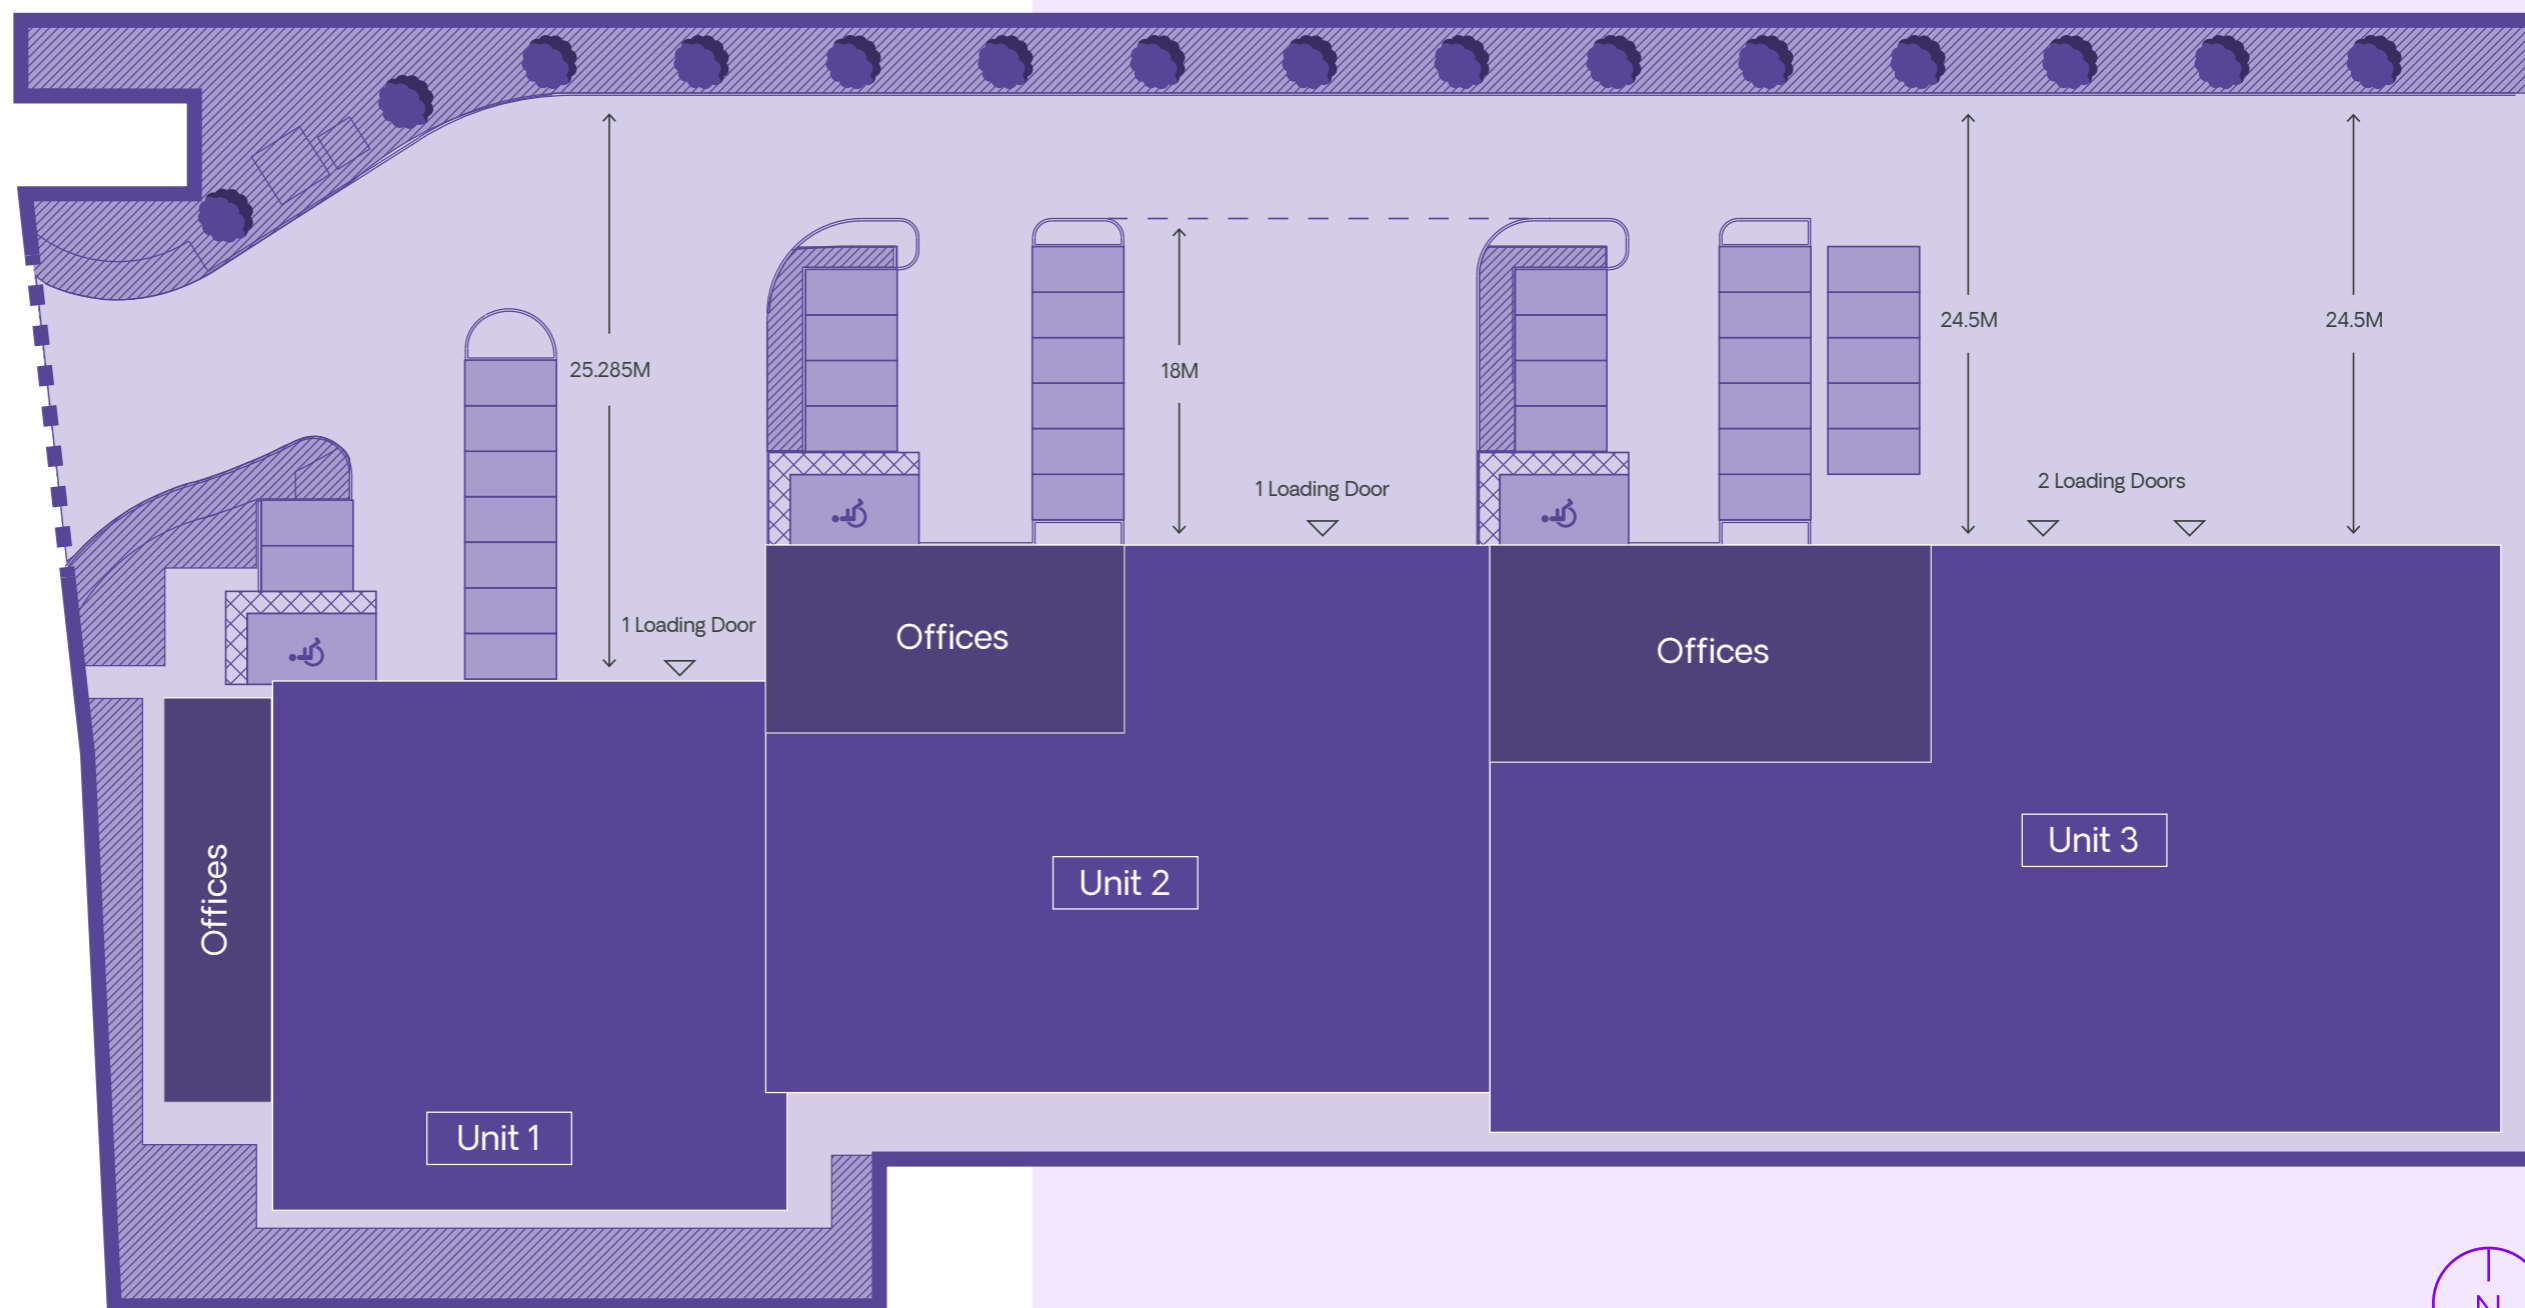 25.285M
18M
24.5M
24.5M
1 Loading Door
2 Loading Doors
1 Loading Door
Offices
Offices
Offices
Unit 3
Unit 2
Unit 1
N